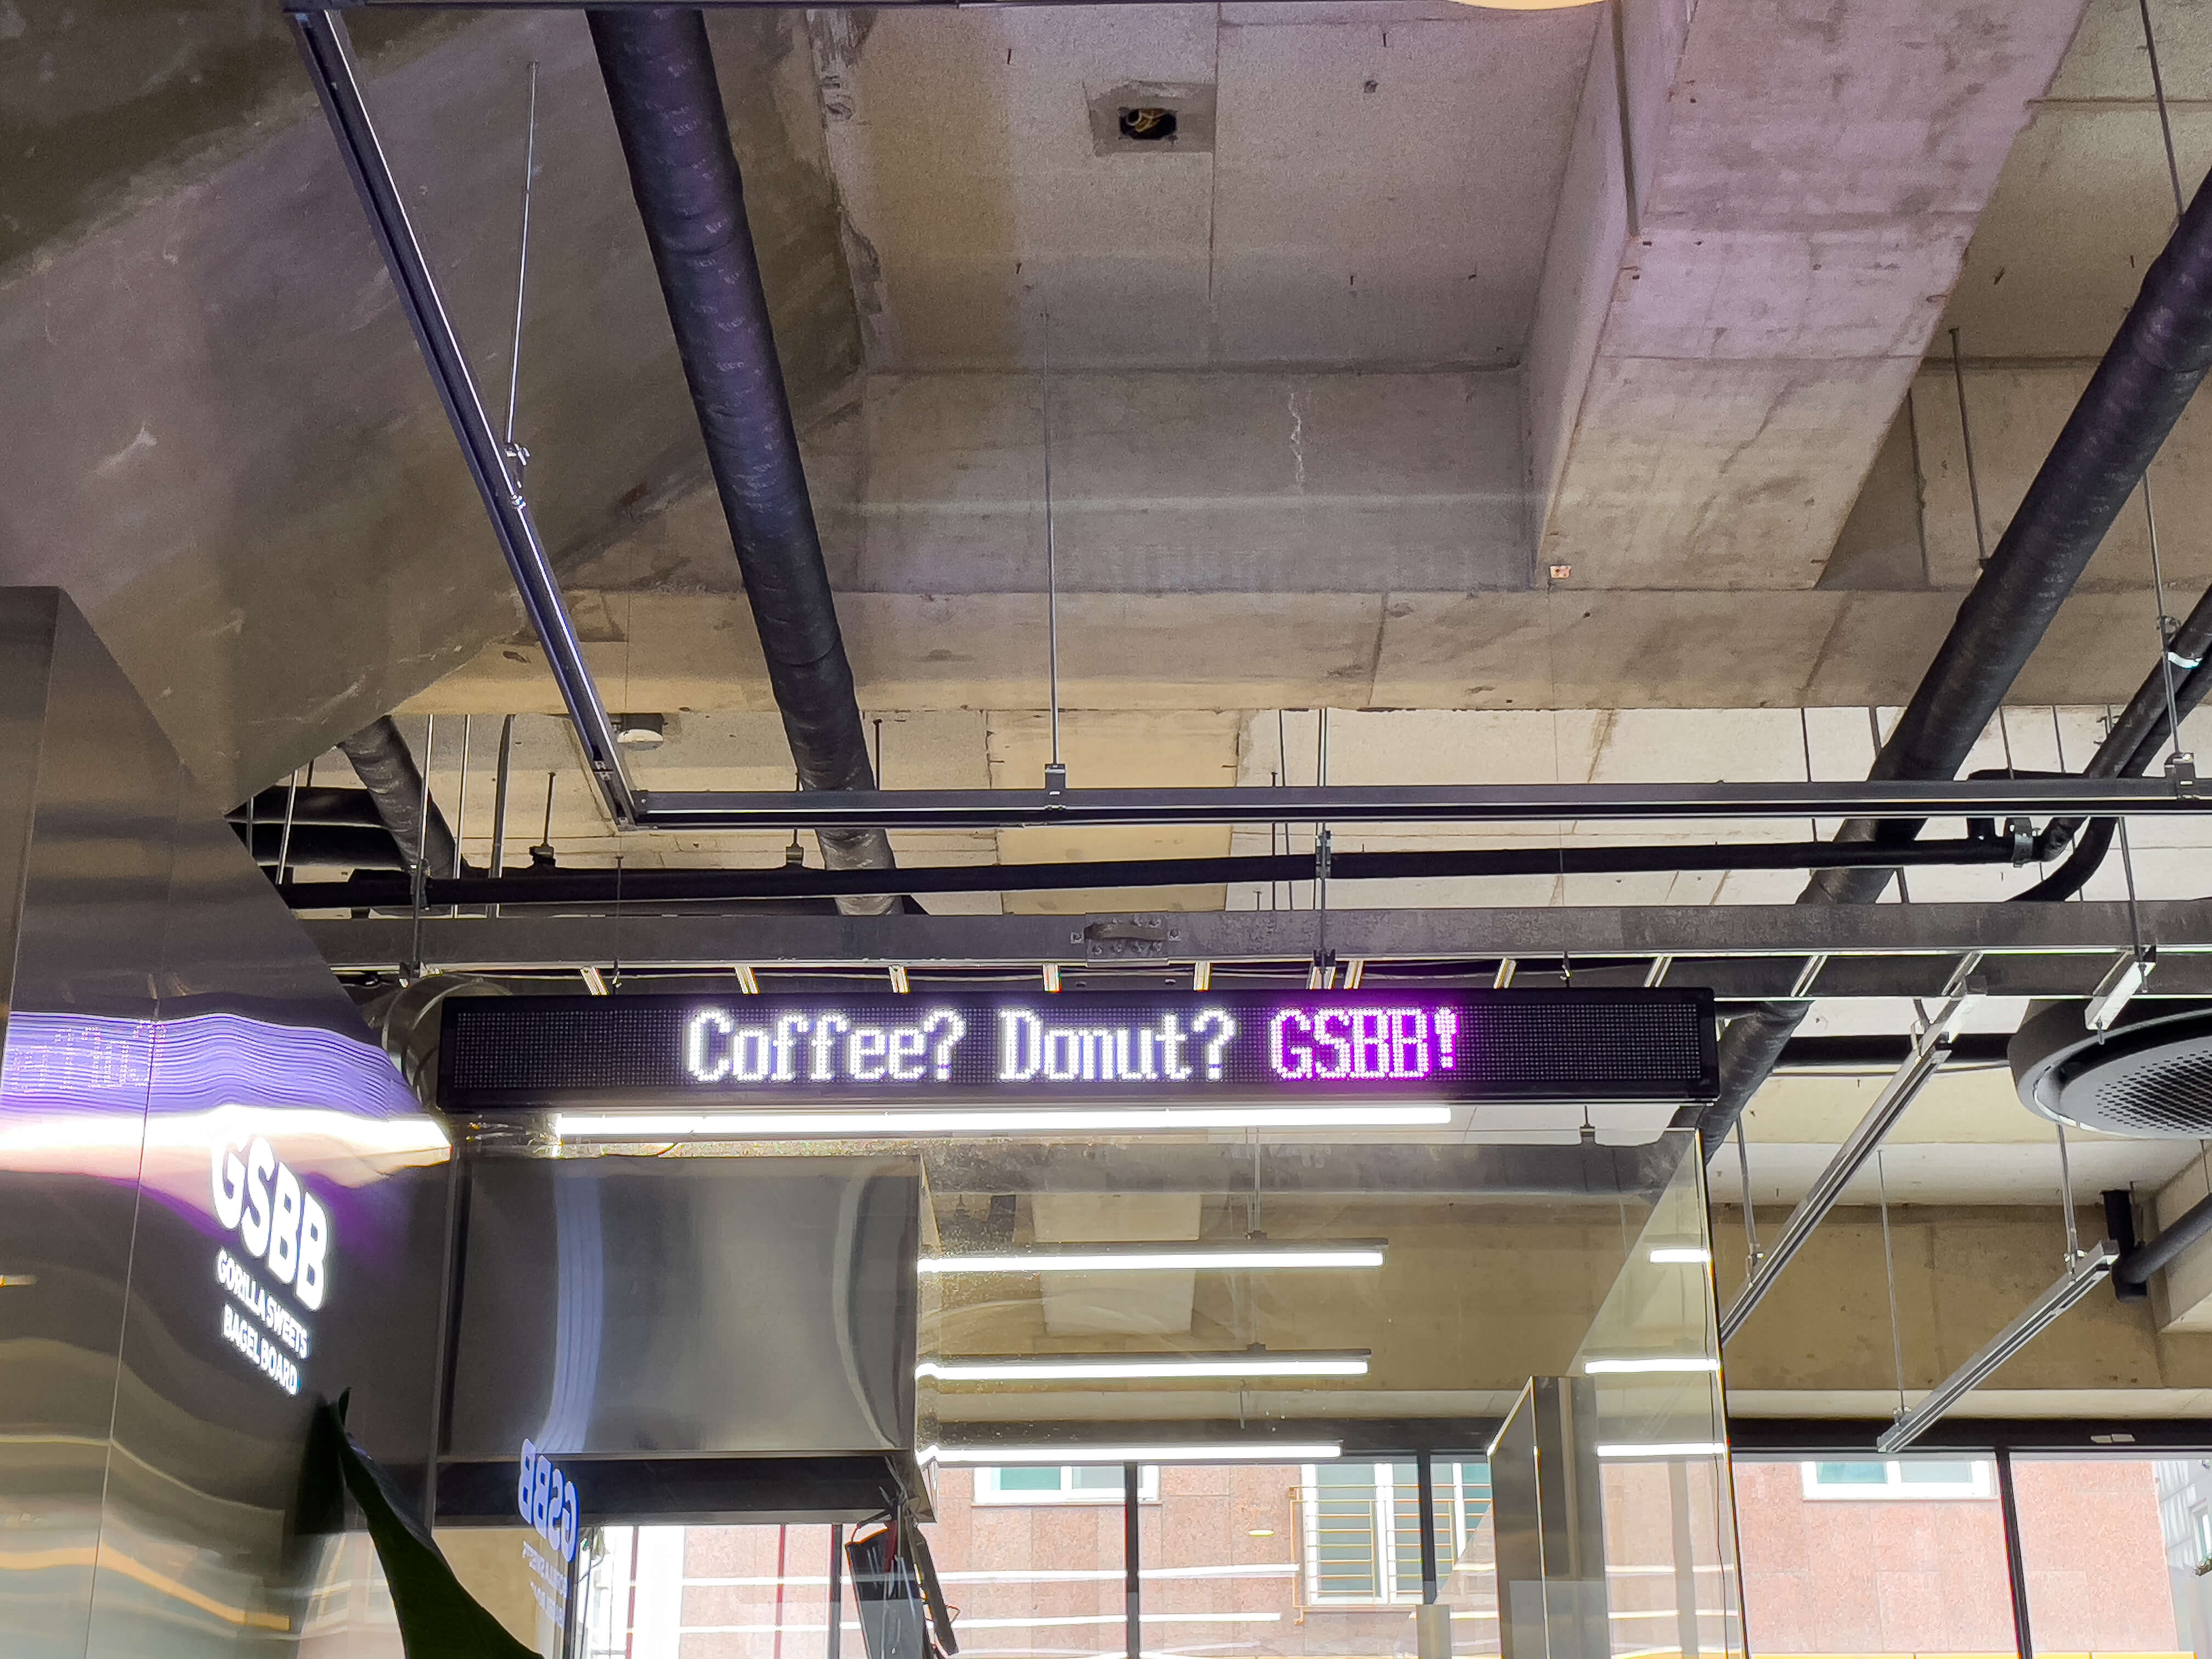 Coffee? Donut? GSBB!
GSBB
GORILLA SWEETS
BAGEL BOARD
GSBB